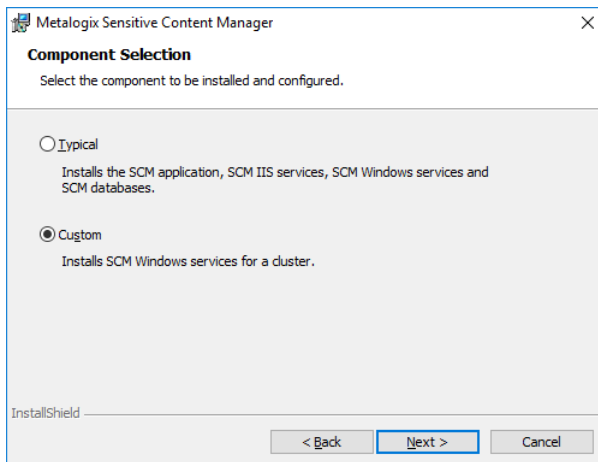 Metalogix Sensitive Content Manager
Component Selection
Select the component to be installed and configured.
Typical
Installs the SCM application, SCM IIS services, SCM Windows services and
SCM databases.
Custom
Installs SCM Windows services for a cluster.
InstallShield
< Back Next > Cancel